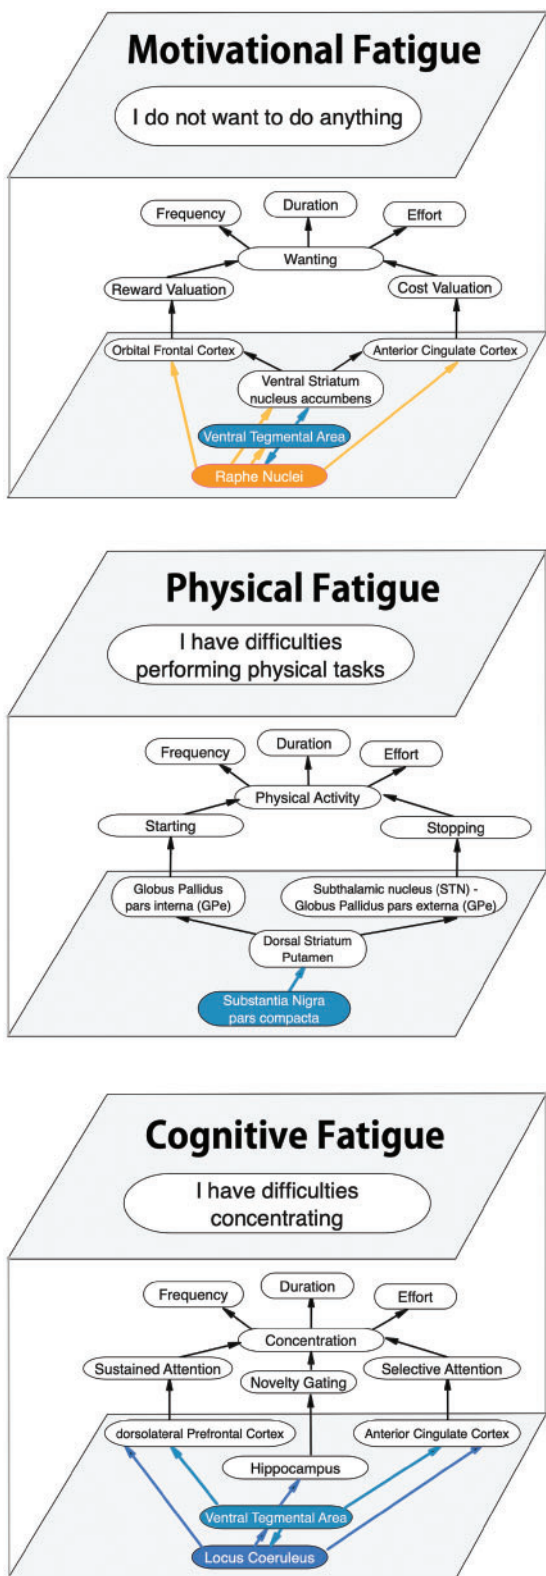 Motivational Fatigue
I do not want to do anything
Frequency
Duration
Effort
Wanting
Reward Valuation
Cost Valuation
Orbital Frontal Cortex
Anterior Cingulate Cortex
Ventral Striatum
nucleus accumbens
Ventral Tegmental Area
Raphe Nuclei
Physical Fatigue
I have difficulties
performing physical tasks
Frequency
Duration
Effort
Physical Activity
Starting
Stopping
Globus Pallidus
pars interna (GPe)
Subthalamic nucleus (STN) -
Globus Pallidus pars externa (GPe)
Dorsal Striatum
Putamen
Substantia Nigra
pars compacta
Cognitive Fatigue
I have difficulties
concentrating
Frequency
Duration
Effort
Concentration
Sustained Attention
Selective Attention
Novelty Gating
dorsolateral Prefrontal Cortex
Anterior Cingulate Cortex
Hippocampus
Ventral Tegmental Area
Locus Coeruleus